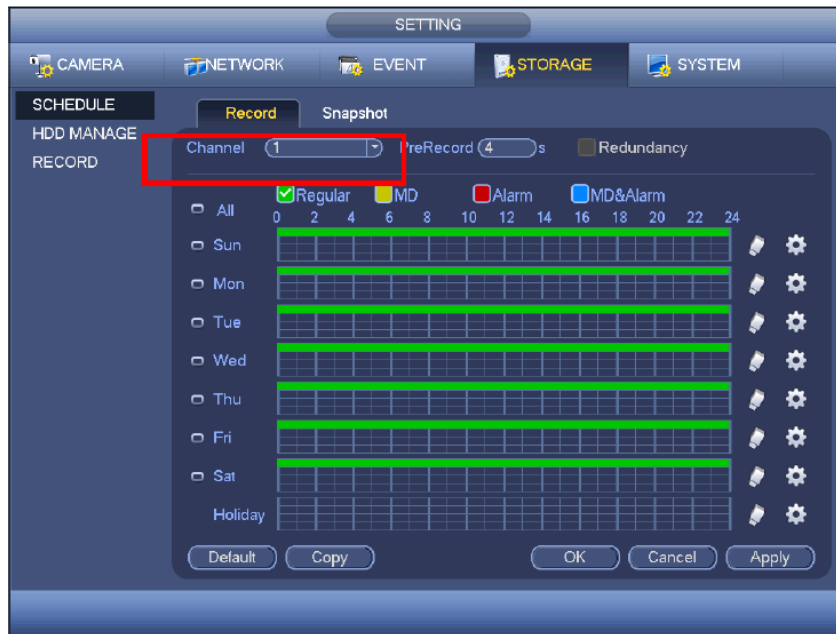 SETTING
CAMERA NETWORK EVENT STORAGE SYSTEM
SCHEDULE
HDD MANAGE
RECORD
Record Snapshot
Channel 1 PreRecord 4 s Redundancy
Regular MD Alarm MD&Alarm
All 0 2 4 6 8 10 12 14 16 18 20 22 24
Sun
Mon
Tue
Wed
Thu
Fri
Sat
Holiday
Default Copy OK Cancel Apply